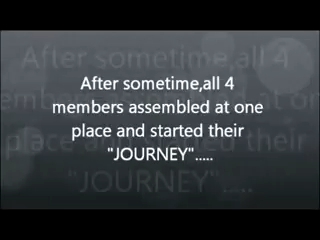 After sometime,all 4
members assembled at one
place and started their
"JOURNEY".....